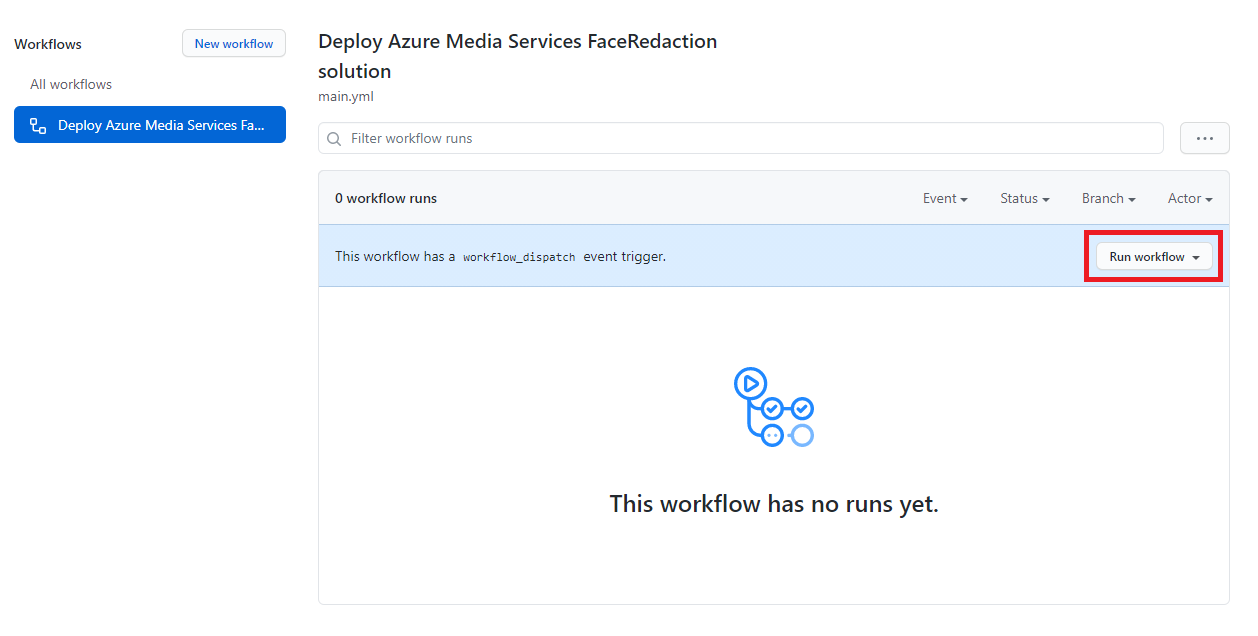 Workflows
New workflow
All workflows
Deploy Azure Media Services Fa...
Deploy Azure Media Services FaceRedaction
solution
main.yml
Filter workflow runs
0 workflow runs
Event
Status
Branch
Actor
This workflow has a workflow_dispatch event trigger.
Run workflow
This workflow has no runs yet.